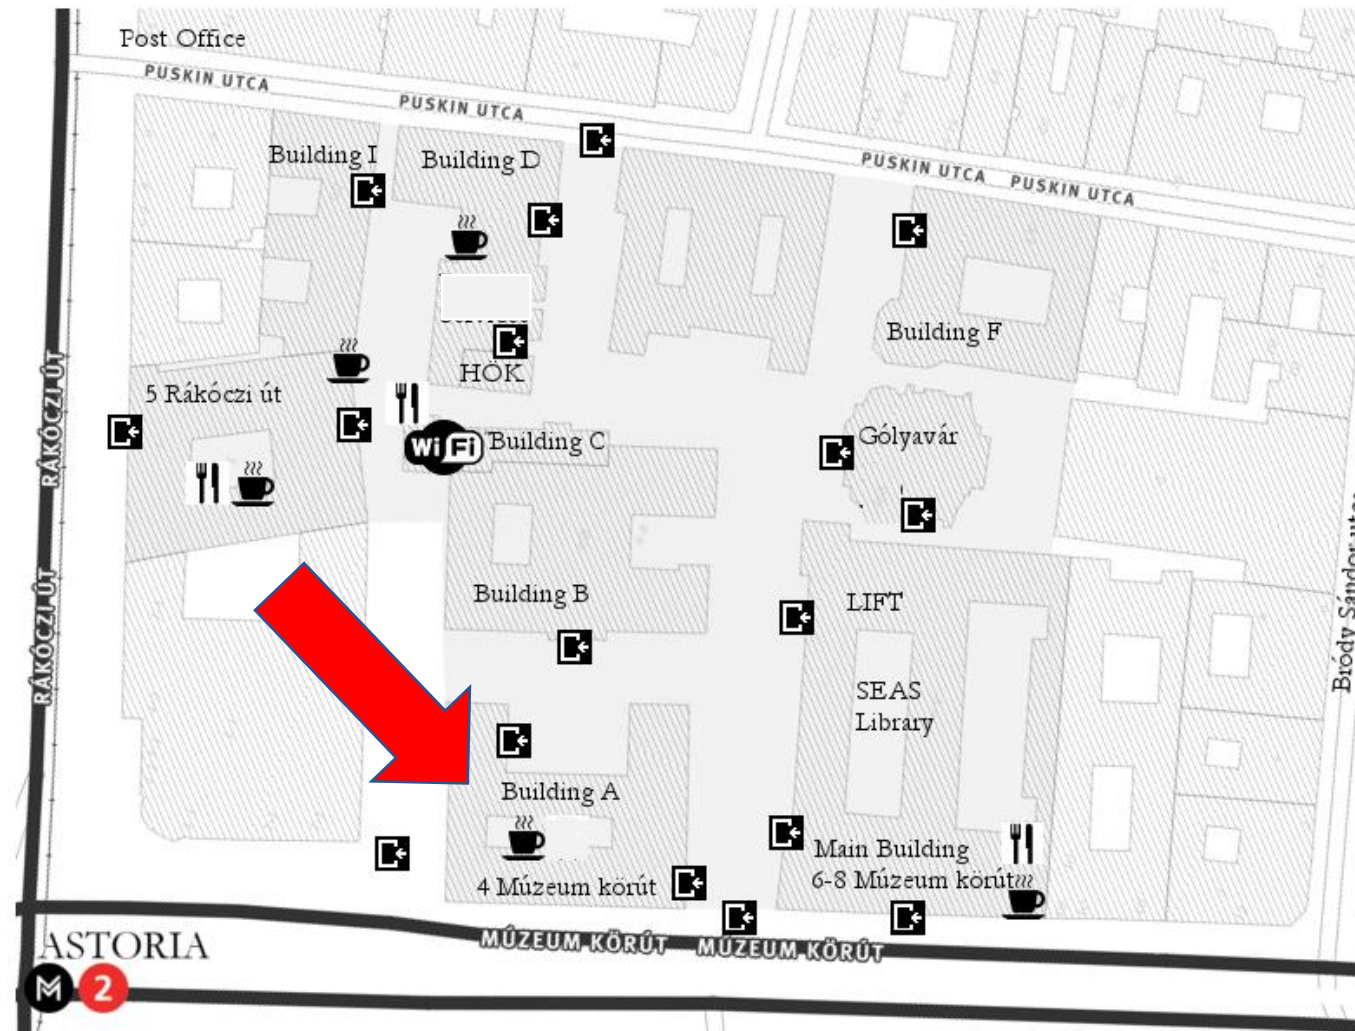 Post Office
PUSKIN UTCA
PUSKIN UTCA
PUSKIN UTCA
PUSKIN UTCA
Building I
Building D
Building F
HÖK
5 Rákóczi út
RÁKÓCZI ÚT
RÁKÓCZI ÚT
WiFi
Building C
Gólyavár
Building B
LIFT
SEAS
Library
Bródy Sándor utca
Building A
4 Múzeum körút
Main Building
6-8 Múzeum körút
MÚZEUM KÖRÚT
MÚZEUM KÖRÚT
ASTORIA
M 2